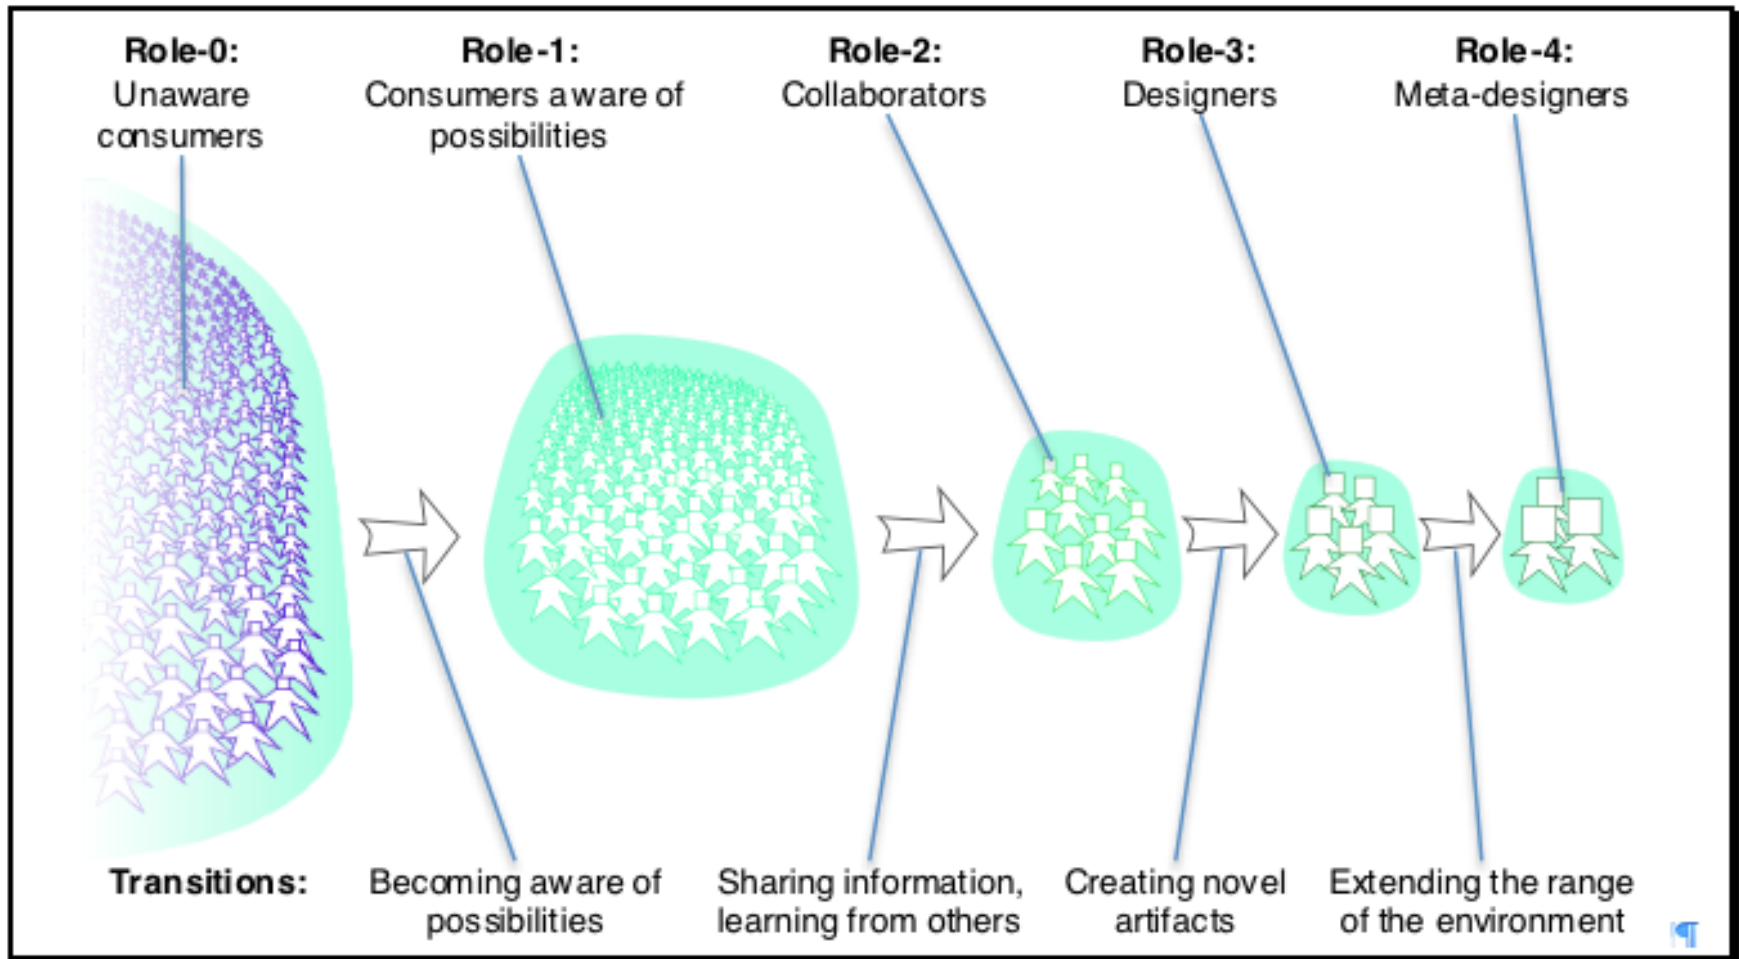 Role-0:
Unaware
consumers
Role-1:
Consumers aware of
possibilities
Role-2:
Collaborators
Role-3:
Designers
Role-4:
Meta-designers
Transitions:
Becoming aware of
possibilities
Sharing information,
learning from others
Creating novel
artifacts
Extending the range
of the environment
¶